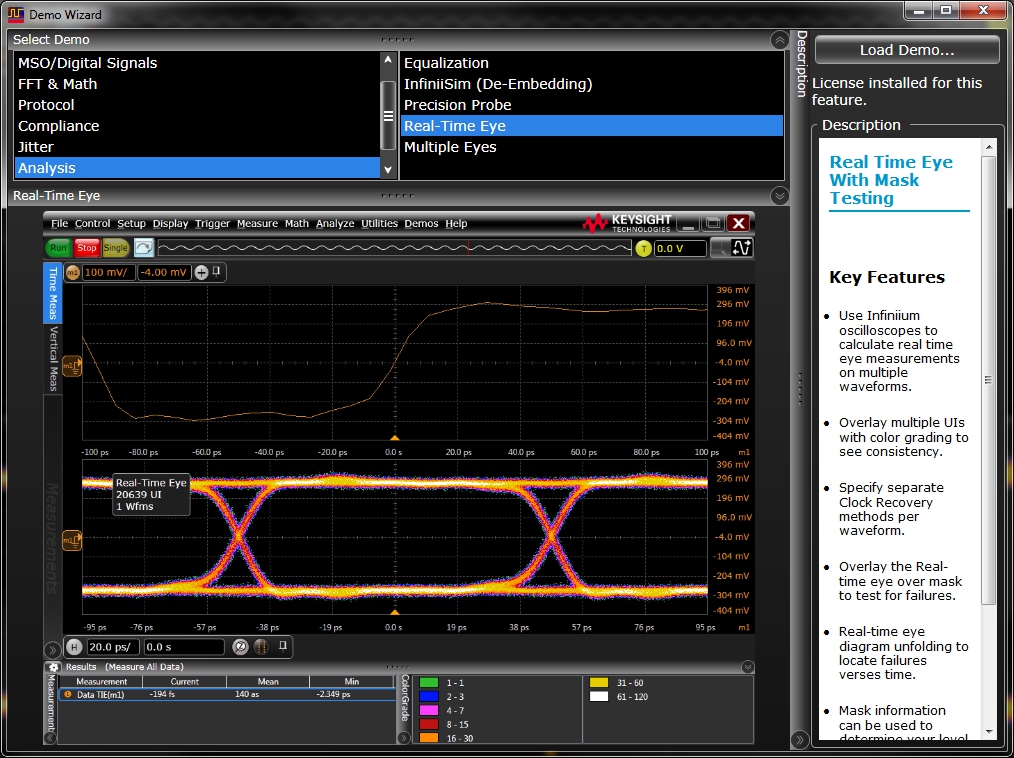 Demo Wizard
Select Demo
MSO/Digital Signals
FFT & Math
Protocol
Compliance
Jitter
Analysis
Equalization
InfiniiSim (De-Embedding)
Precision Probe
Real-Time Eye
Multiple Eyes
Real-Time Eye
File Control Setup Display Trigger Measure Math Analyze Utilities Demos Help
KEYSIGHT
TECHNOLOGIES
Run Stop Single
T 0.0 V
Time Meas
Vertical Meas
Measurements
m1 100 mV/ -4.00 mV
396 mV
296 mV
196 mV
96.0 mV
-4.0 mV
-104 mV
-204 mV
-304 mV
-404 mV
m1
-100 ps -80.0 ps -60.0 ps -40.0 ps -20.0 ps 0.0 s 20.0 ps 40.0 ps 60.0 ps 80.0 ps 100 ps m1
Real-Time Eye
20639 UI
1 Wfms
396 mV
296 mV
196 mV
96.0 mV
-4.0 mV
-104 mV
-204 mV
-304 mV
-404 mV
m1
-95 ps -76 ps -57 ps -38 ps -19 ps 0.0 s 19 ps 38 ps 57 ps 76 ps 95 ps m1
H 20.0 ps/ 0.0 s
Results (Measure All Data)
Measurements
Measurement Current Mean Min
Data TIE(m1) -194 fs 140 as -2.349 ps
ColorGrade
1 - 1
2 - 3
4 - 7
8 - 15
16 - 30
31 - 60
61 - 120
Description
Load Demo...
License installed for this
feature.
Description
Real Time Eye
With Mask
Testing
Key Features
• Use Infiniium
oscilloscopes to
calculate real time
eye measurements
on multiple
waveforms.
• Overlay multiple UIs
with color grading to
see consistency.
• Specify separate
Clock Recovery
methods per
waveform.
• Overlay the Real-
time eye over mask
to test for failures.
• Real-time eye
diagram unfolding to
locate failures
verses time.
• Mask information
can be used to
determine your level